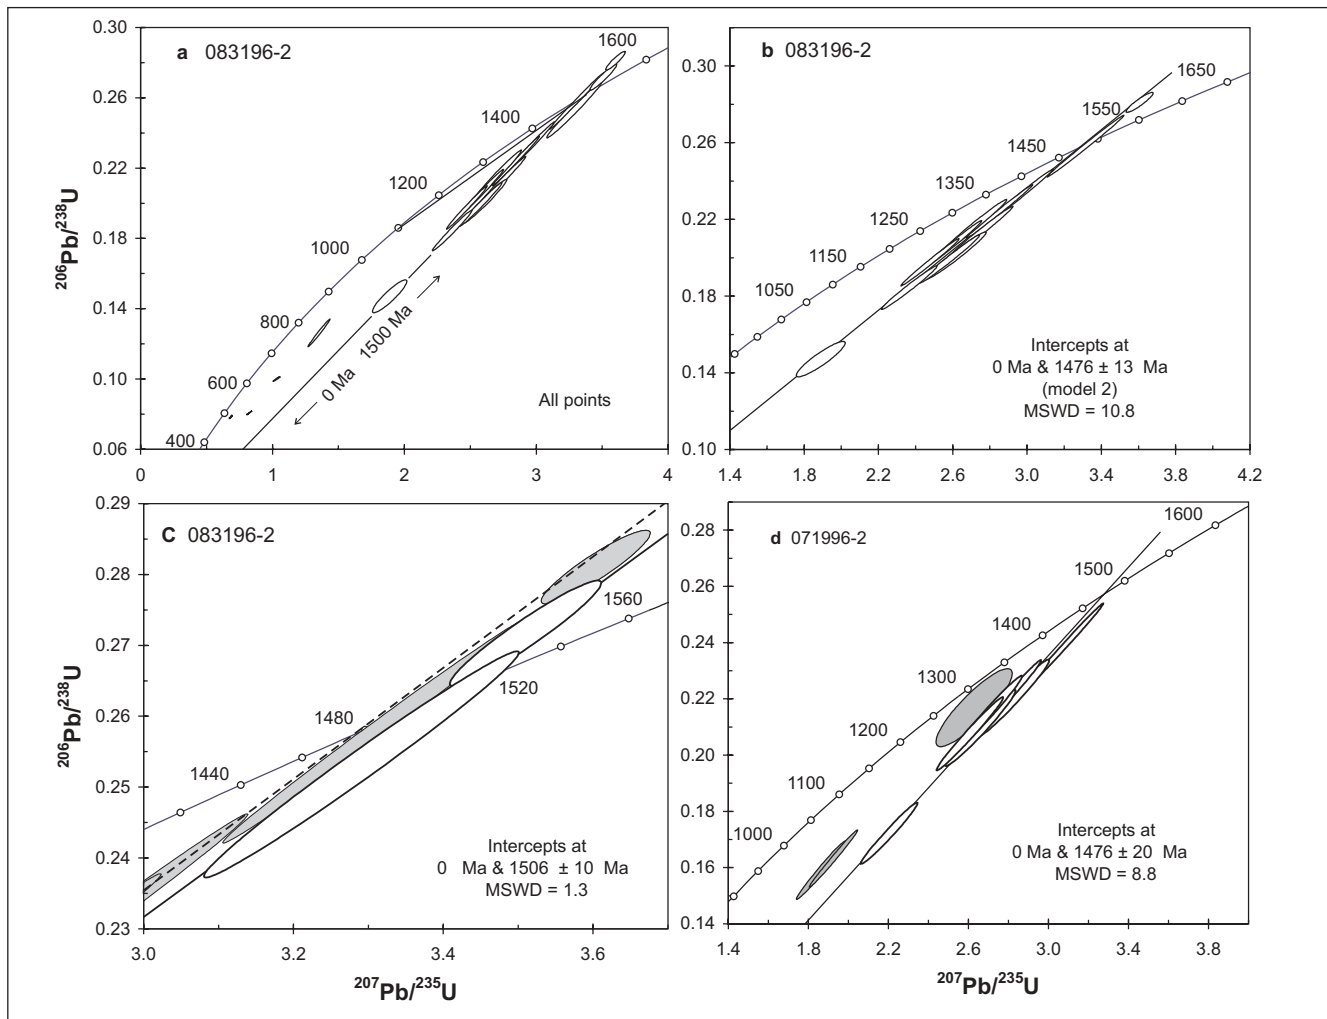 a 083196-2
0.30
0.26
0.22
0.18
0.14
0.10
0.06
206Pb/238U
1600
1400
1200
1000
800
600
400
0 Ma 1500 Ma
All points
0 1 2 3 4
b 083196-2
0.30
0.26
0.22
0.18
0.14
0.10
1650
1550
1450
1350
1250
1150
1050
Intercepts at
0 Ma & 1476 ± 13 Ma
(model 2)
MSWD = 10.8
1.4 1.8 2.2 2.6 3.0 3.4 3.8 4.2
C 083196-2
0.29
0.28
0.27
0.26
0.25
0.24
0.23
206Pb/238U
1560
1520
1480
1440
Intercepts at
0 Ma & 1506 ± 10 Ma
MSWD = 1.3
3.0 3.2 3.4 3.6
207Pb/235U
d 071996-2
0.28
0.26
0.24
0.22
0.20
0.18
0.16
0.14
1600
1500
1400
1300
1200
1100
1000
Intercepts at
0 Ma & 1476 ± 20 Ma
MSWD = 8.8
1.4 1.8 2.2 2.6 3.0 3.4 3.8
207Pb/235U